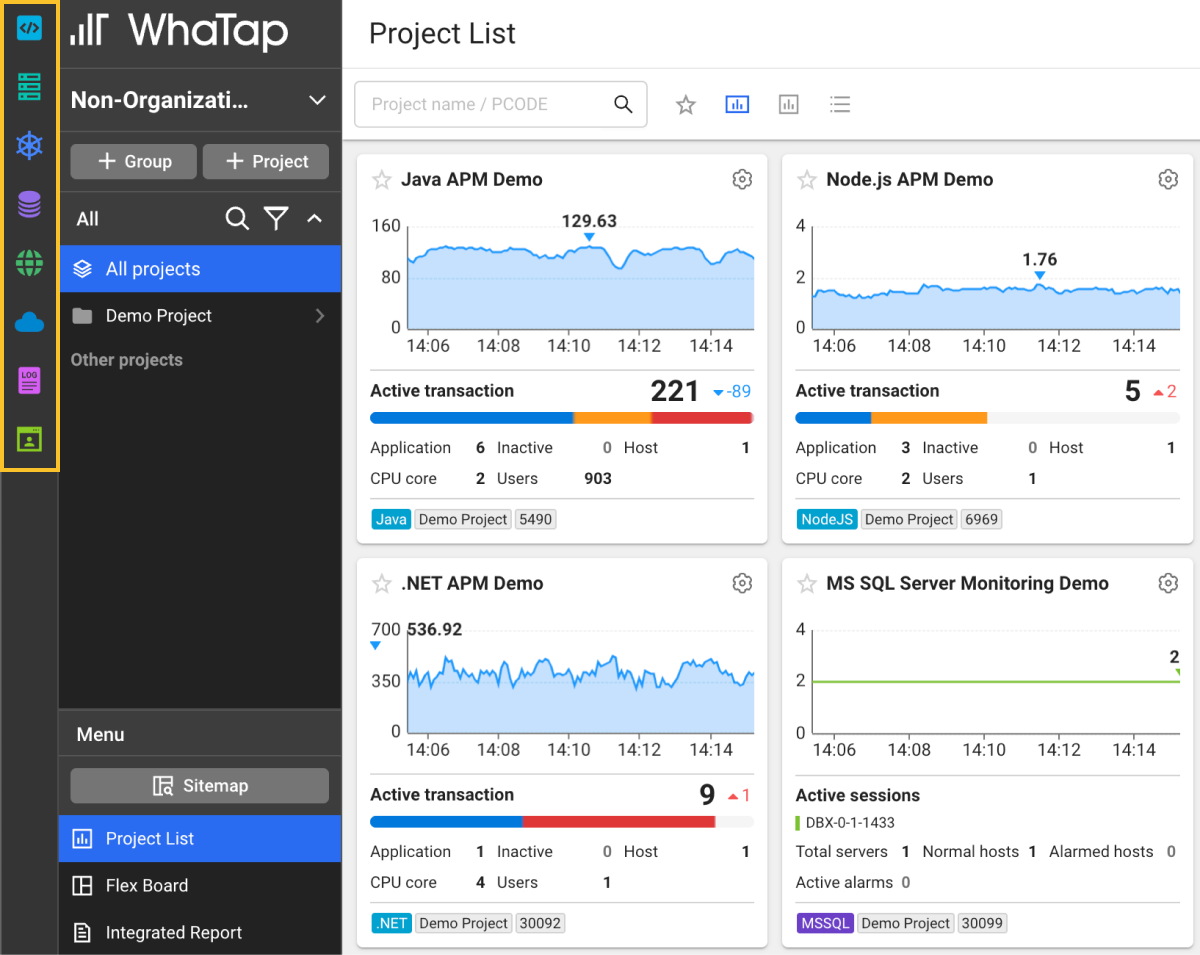 WhaTap
Non-Organizati...
+ Group
+ Project
All
All projects
Demo Project
Other projects
LOG
Menu
Sitemap
Project List
Flex Board
Integrated Report
Project List
Project name / PCODE
Java APM Demo
129.63
160
80
0
14:06 14:08 14:10 14:12 14:14
Active transaction 221 -89
Application 6 Inactive 0 Host 1
CPU core 2 Users 903
Java Demo Project 5490
Node.js APM Demo
1.76
4
2
0
14:06 14:08 14:10 14:12 14:14
Active transaction 5 2
Application 3 Inactive 0 Host 1
CPU core 2 Users 1
NodeJS Demo Project 6969
.NET APM Demo
700 536.92
350
0
14:06 14:08 14:10 14:12 14:14
Active transaction 9 1
Application 1 Inactive 0 Host 1
CPU core 4 Users 1
.NET Demo Project 30092
MS SQL Server Monitoring Demo
4
2
2
0
14:06 14:08 14:10 14:12 14:14
Active sessions
DBX-0-1-1433
Total servers 1 Normal hosts 1 Alarmed hosts 0
Active alarms 0
MSSQL Demo Project 30099